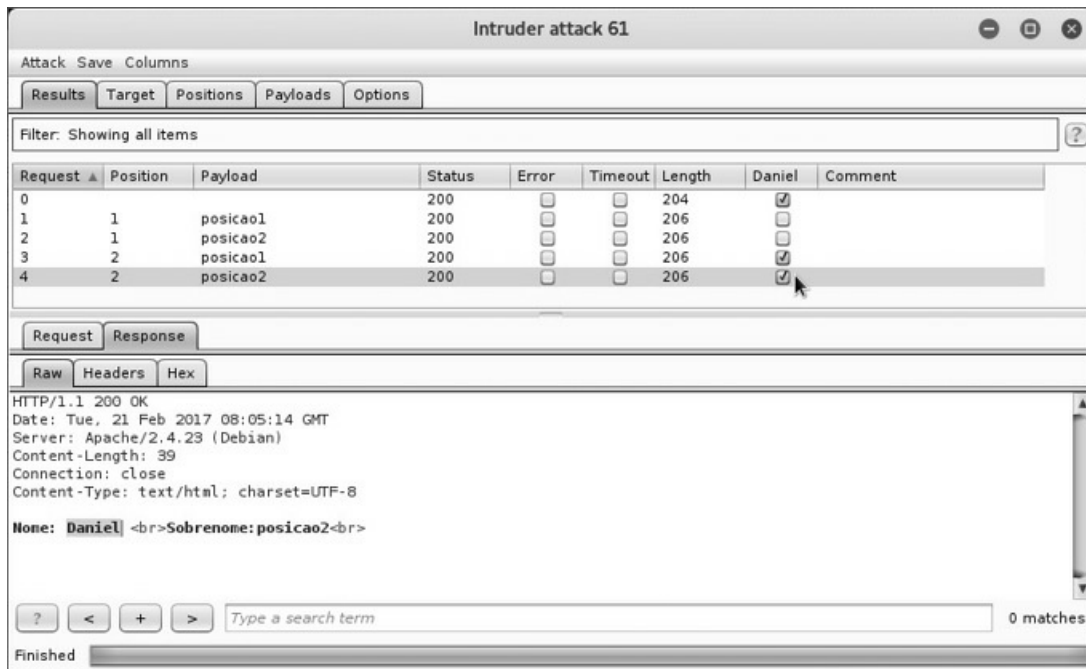 Intruder attack 61
Attack Save Columns
Results Target Positions Payloads Options
Filter: Showing all items ?
Request Position Payload Status Error Timeout Length Daniel Comment
0 200 204
1 1 posicao1 200 206
2 1 posicao2 200 206
3 2 posicao1 200 206
4 2 posicao2 200 206
Request Response
Raw Headers Hex
HTTP/1.1 200 OK
Date: Tue, 21 Feb 2017 08:05:14 GMT
Server: Apache/2.4.23 (Debian)
Content-Length: 39
Connection: close
Content-Type: text/html; charset=UTF-8
Nome: Daniel <br>Sobrenome:posicao2<br>
? < + > Type a search term 0 matches
Finished